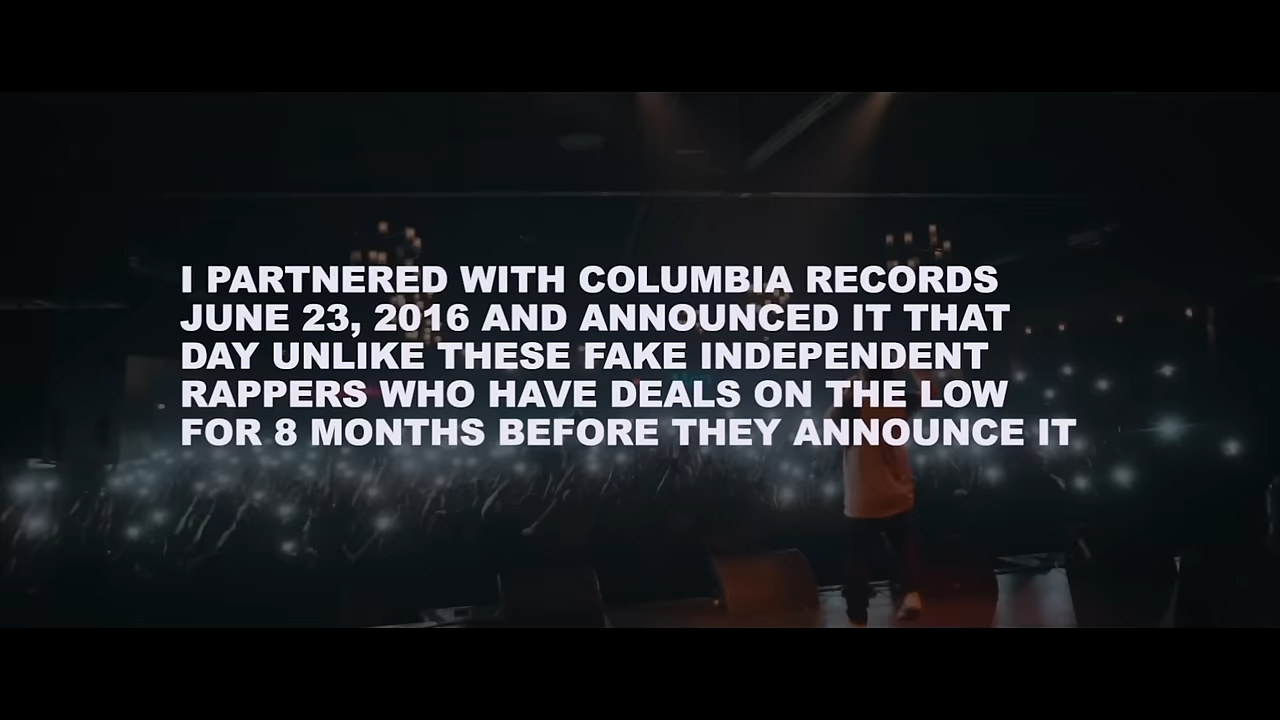 I PARTNERED WITH COLUMBIA RECORDS
JUNE 23, 2016 AND ANNOUNCED IT THAT
DAY UNLIKE THESE FAKE INDEPENDENT
RAPPERS WHO HAVE DEALS ON THE LOW
FOR 8 MONTHS BEFORE THEY ANNOUNCE IT